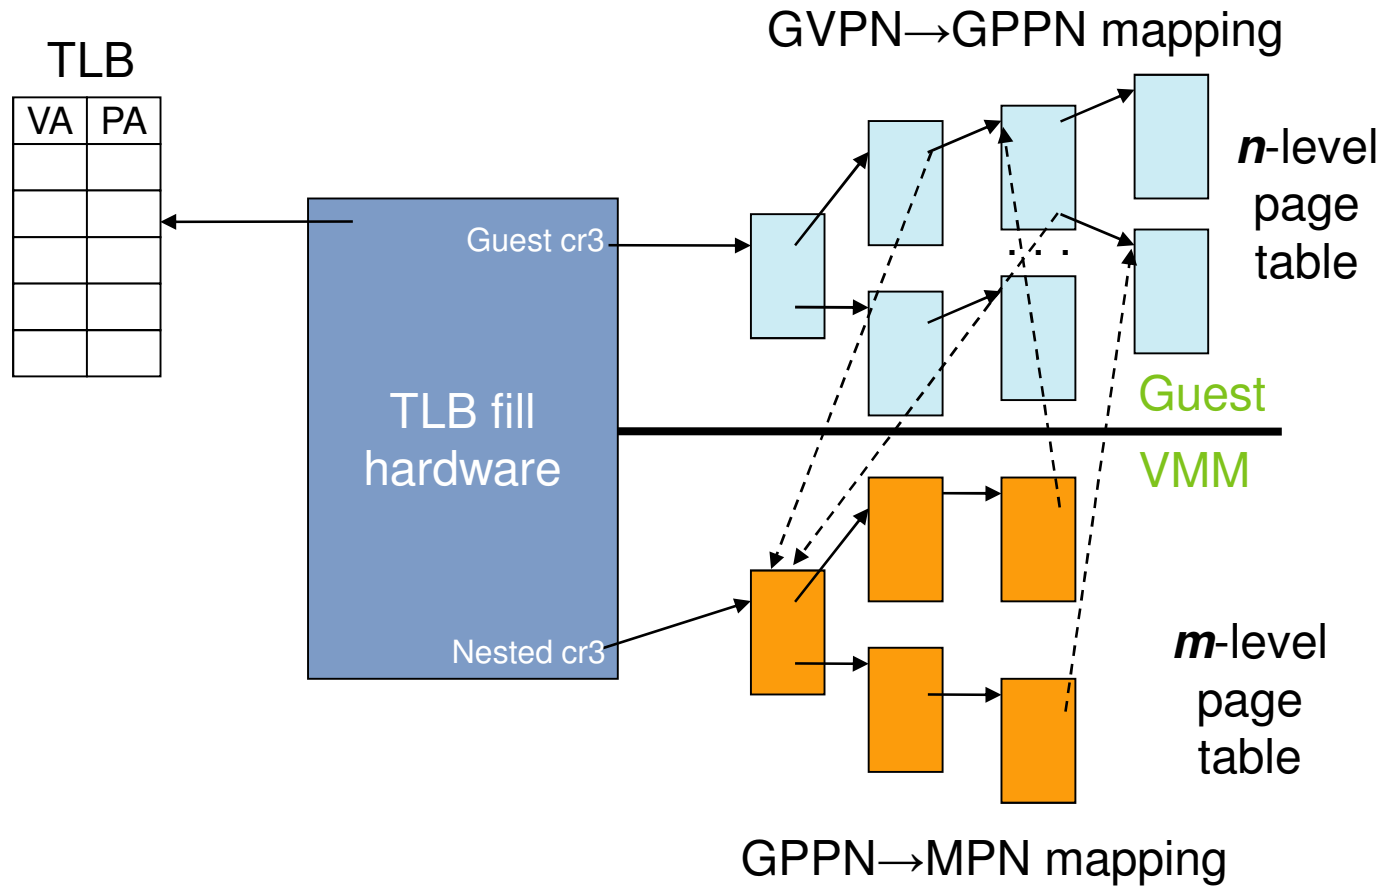 GVPN→GPPN mapping
TLB
VA PA
n-level
page
table
Guest cr3
. . .
TLB fill
hardware
Guest
VMM
Nested cr3
m-level
page
table
GPPN→MPN mapping